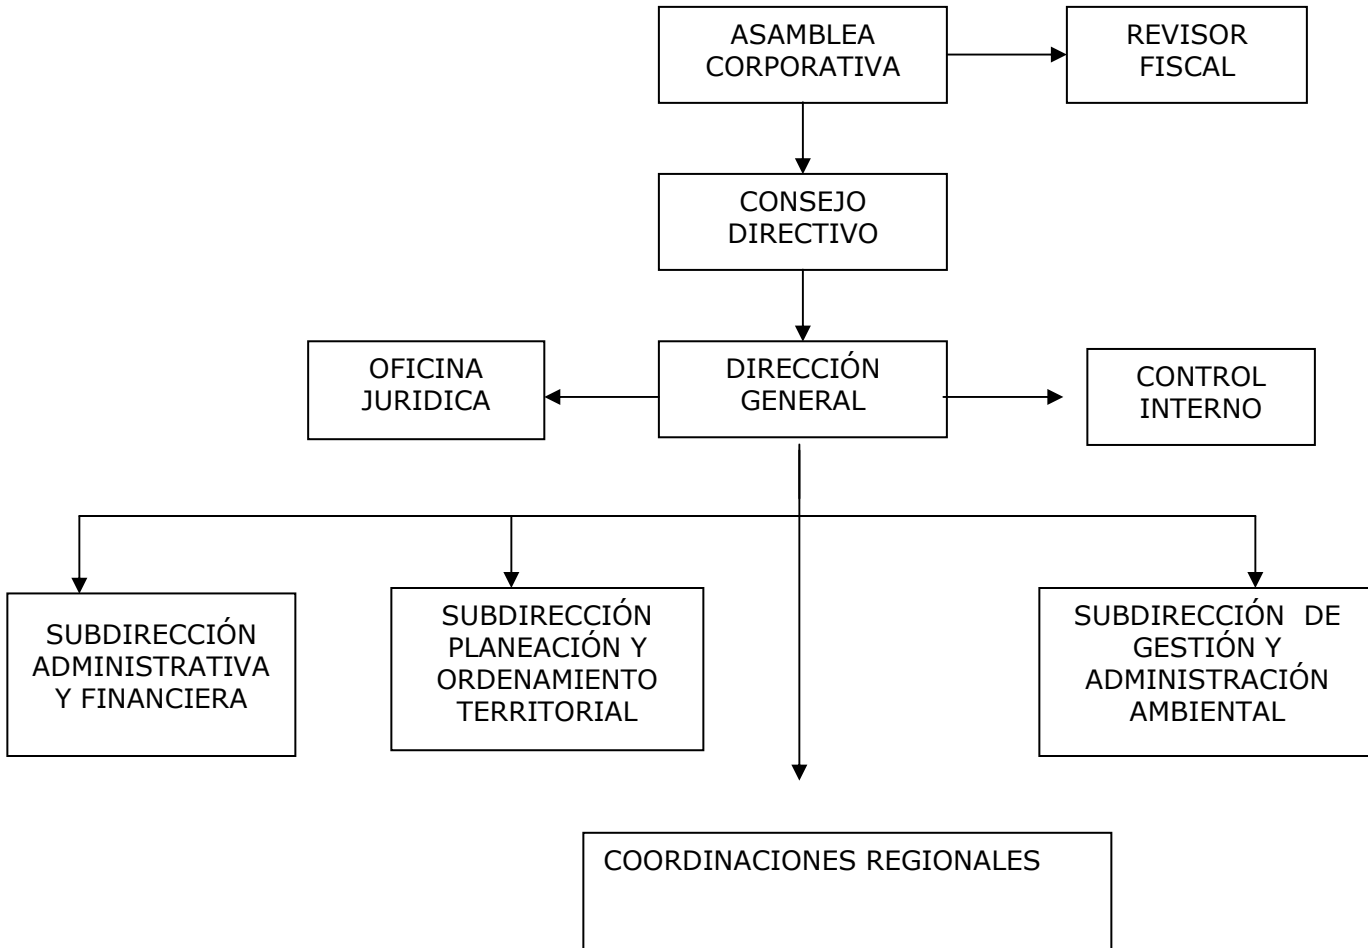 ASAMBLEA
CORPORATIVA
REVISOR
FISCAL
CONSEJO
DIRECTIVO
OFICINA
JURIDICA
DIRECCIÓN
GENERAL
CONTROL
INTERNO
SUBDIRECCIÓN
ADMINISTRATIVA
Y FINANCIERA
SUBDIRECCIÓN
PLANEACIÓN Y
ORDENAMIENTO
TERRITORIAL
SUBDIRECCIÓN  DE
GESTIÓN Y
ADMINISTRACIÓN
AMBIENTAL
COORDINACIONES REGIONALES